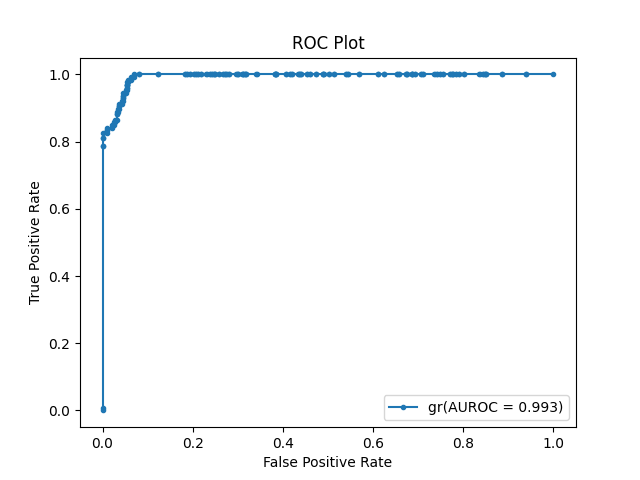 ROC Plot
True Positive Rate
1.0
0.8
0.6
0.4
0.2
0.0
gr(AUROC = 0.993)
0.0 0.2 0.4 0.6 0.8 1.0
False Positive Rate